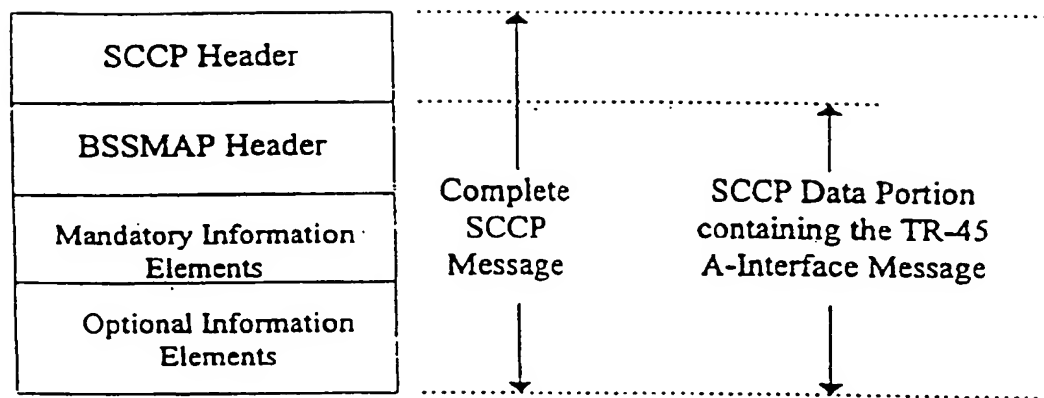 SCCP Header
BSSMAP Header
Mandatory Information
Elements
Optional Information
Elements
Complete
SCCP
Message
SCCP Data Portion
containing the TR-45
A-Interface Message